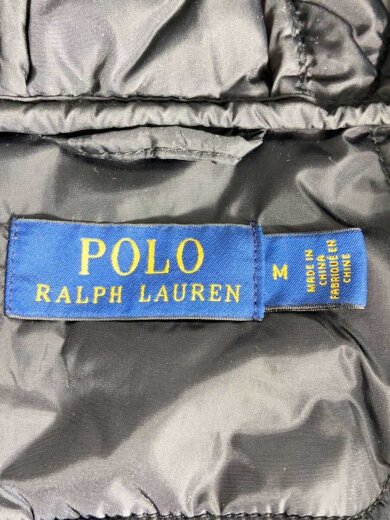 POLO
RALPH LAUREN
M
MADE IN
CHINA
FABRIQUÉ EN
CHINE